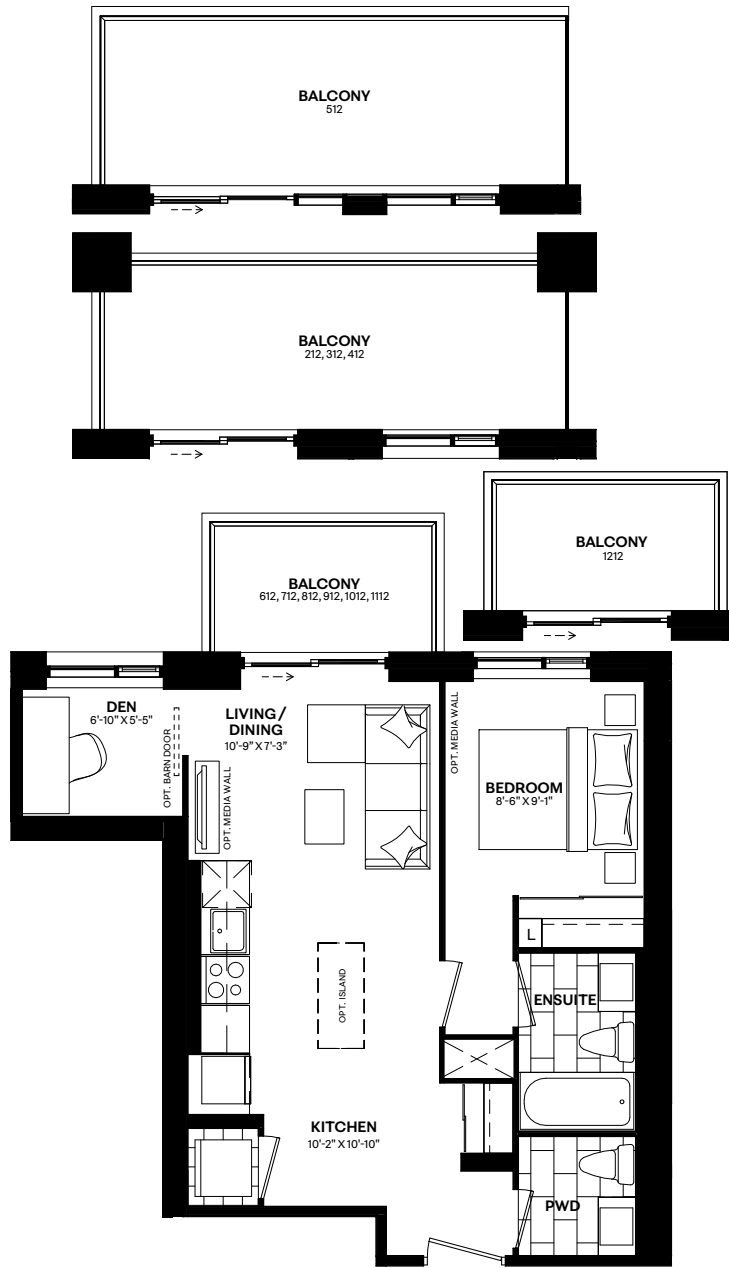 BALCONY
512
BALCONY
212, 312, 412
BALCONY
1212
BALCONY
612, 712, 812, 912, 1012, 1112
DEN
6'-10" X 5'-5"
OPT. BARN DOOR
LIVING /
DINING
10'-9" X 7'-3"
OPT. MEDIA WALL
OPT. MEDIA WALL
BEDROOM
8'-6" X 9'-1"
L
OPT. ISLAND
ENSUITE
KITCHEN
10'-2" X 10'-10"
PWD